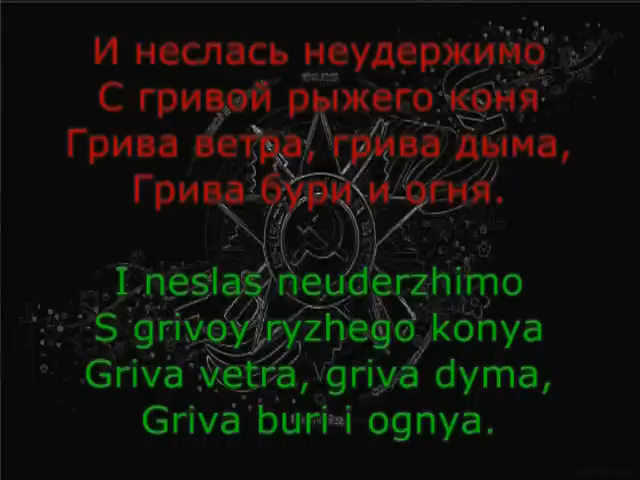 И неслась неудержимо
С гривой рыжего коня
Грива ветра, грива дыма,
Грива бури и огня.
I neslas neuderzhimo
S grivoy ryzhego konya
Griva vetra, griva dyma,
Griva buri i ognya.